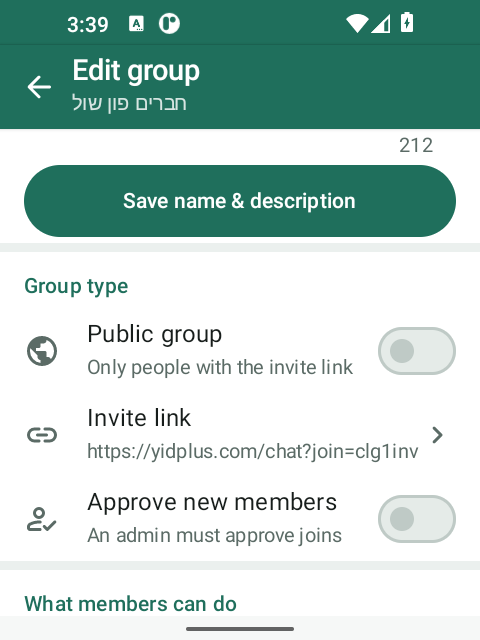 3:39
Edit group
חברים פון שול
212
Save name & description
Group type
Public group
Only people with the invite link
Invite link
https://yidplus.com/chat?join=clg1inv
Approve new members
An admin must approve joins
What members can do